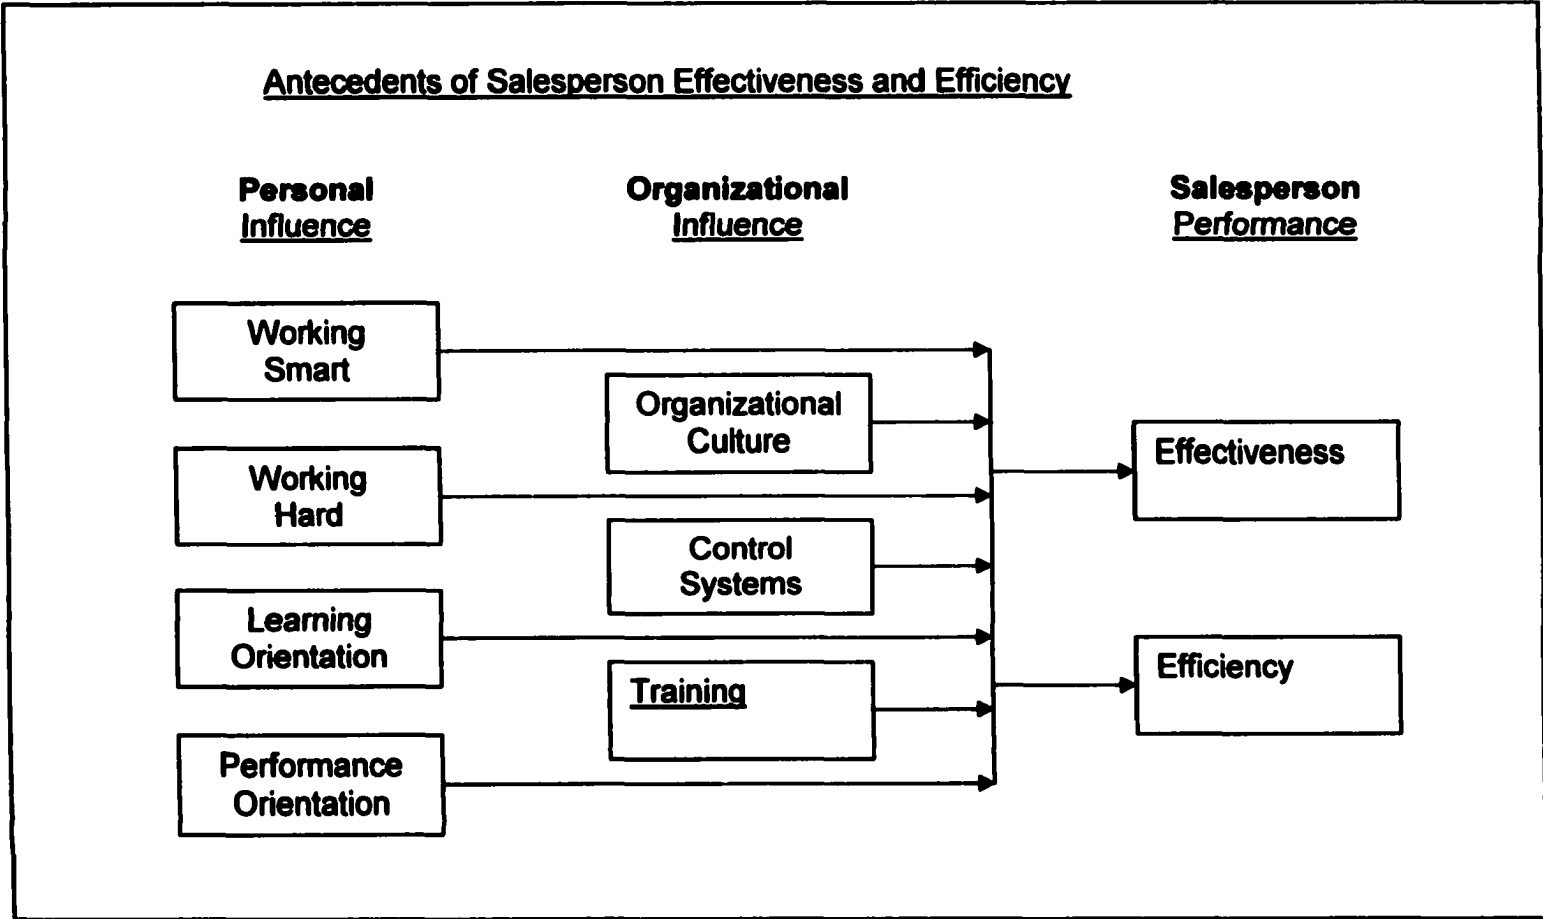 Antecedents of Salesperson Effectiveness and Efficiency
Personal
Influence
Organizational
Influence
Salesperson
Performance
Working
Smart
Organizational
Culture
Effectiveness
Working
Hard
Control
Systems
Learning
Orientation
Training
Efficiency
Performance
Orientation